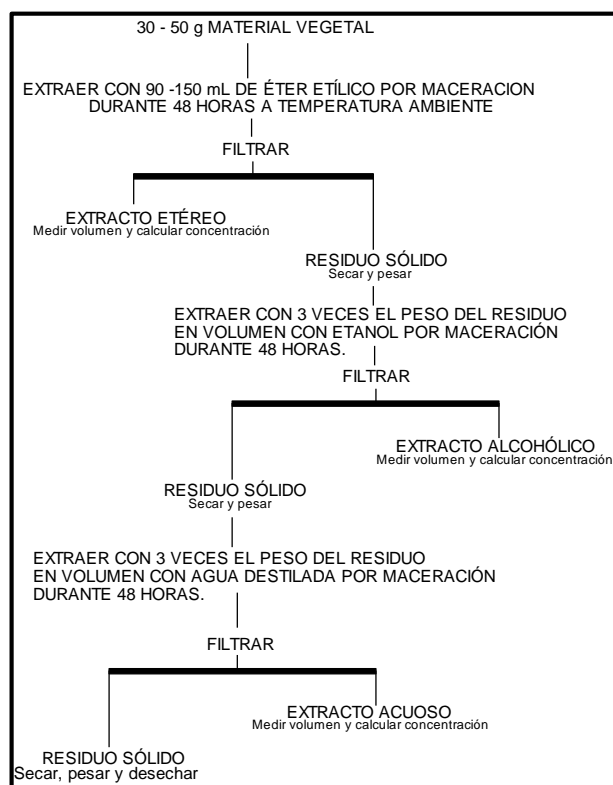 30 - 50 g MATERIAL VEGETAL
EXTRAER CON 90 -150 mL DE ÉTER ETÍLICO POR MACERACION
DURANTE 48 HORAS A TEMPERATURA AMBIENTE
FILTRAR
EXTRACTO ETÉREO
Medir volumen y calcular concentración
RESIDUO SÓLIDO
Secar y pesar
EXTRAER CON 3 VECES EL PESO DEL RESIDUO
EN VOLUMEN CON ETANOL POR MACERACIÓN
DURANTE 48 HORAS.
FILTRAR
EXTRACTO ALCOHÓLICO
Medir volumen y calcular concentración
RESIDUO SÓLIDO
Secar y pesar
EXTRAER CON 3 VECES EL PESO DEL RESIDUO
EN VOLUMEN CON AGUA DESTILADA POR MACERACIÓN
DURANTE 48 HORAS.
FILTRAR
EXTRACTO ACUOSO
Medir volumen y calcular concentración
RESIDUO SÓLIDO
Secar, pesar y desechar